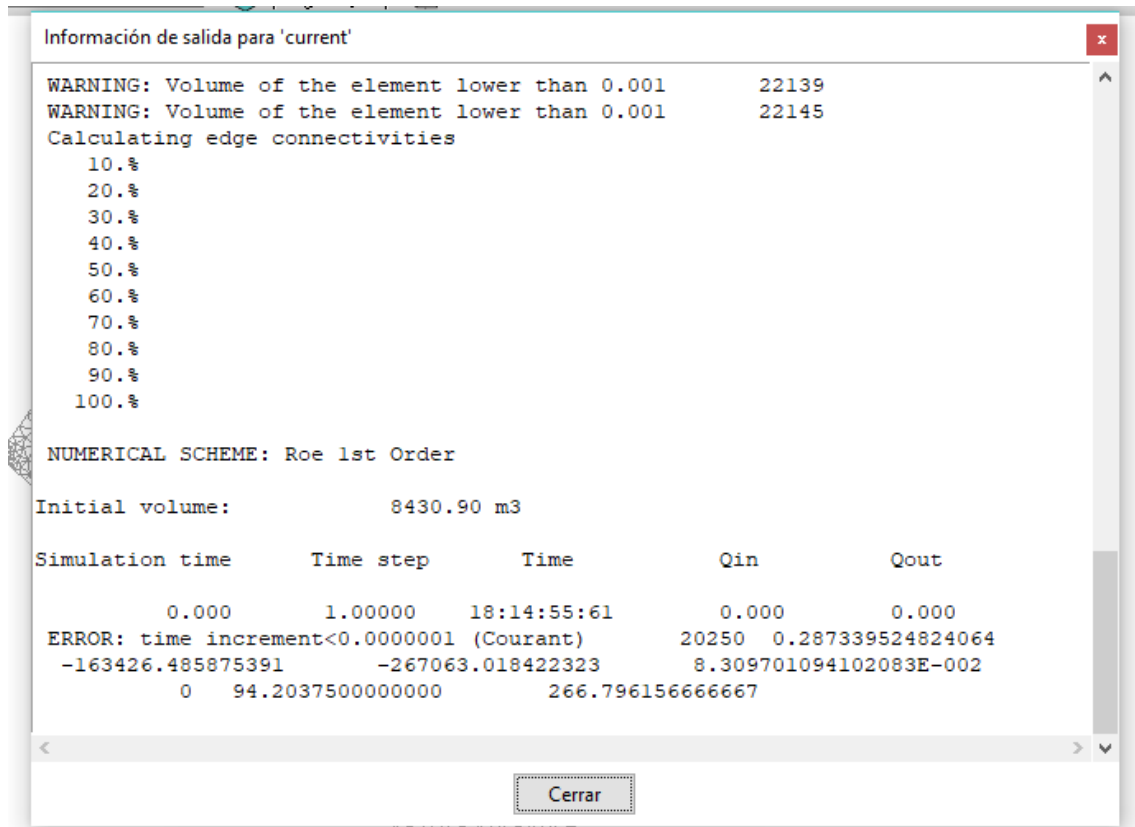 Información de salida para 'current'
x
WARNING: Volume of the element lower than 0.001 22139
WARNING: Volume of the element lower than 0.001 22145
Calculating edge connectivities
10.%
20.%
30.%
40.%
50.%
60.%
70.%
80.%
90.%
100.%
NUMERICAL SCHEME: Roe 1st Order
Initial volume: 8430.90 m3
Simulation time Time step Time Qin Qout
0.000 1.00000 18:14:55:61 0.000 0.000
ERROR: time increment<0.0000001 (Courant) 20250 0.287339524824064
-163426.485875391 -267063.018422323 8.309701094102083E-002
0 94.2037500000000 266.796156666667
Cerrar